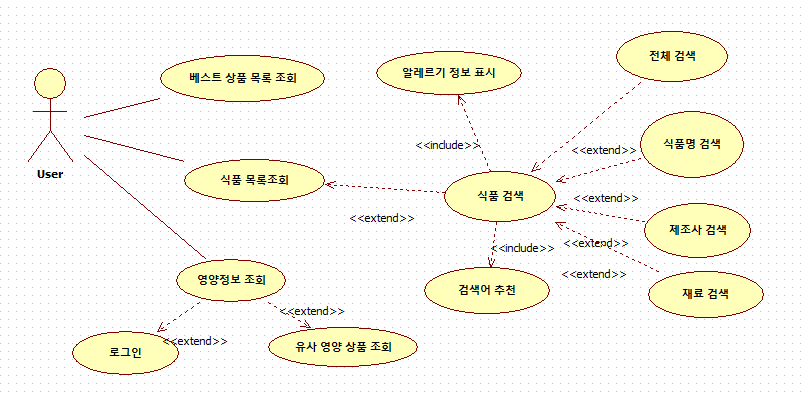 전체 검색
베스트 상품 목록 조회
알레르기 정보 표시
<<include>>
<<extend>>
식품명 검색
User
식품 목록조회
식품 검색
<<extend>>
<<extend>>
제조사 검색
<<include>>
<<extend>>
<<extend>>
영양정보 조회
검색어 추천
재료 검색
<<extend>>
<<extend>>
로그인
유사 영양 상품 조회